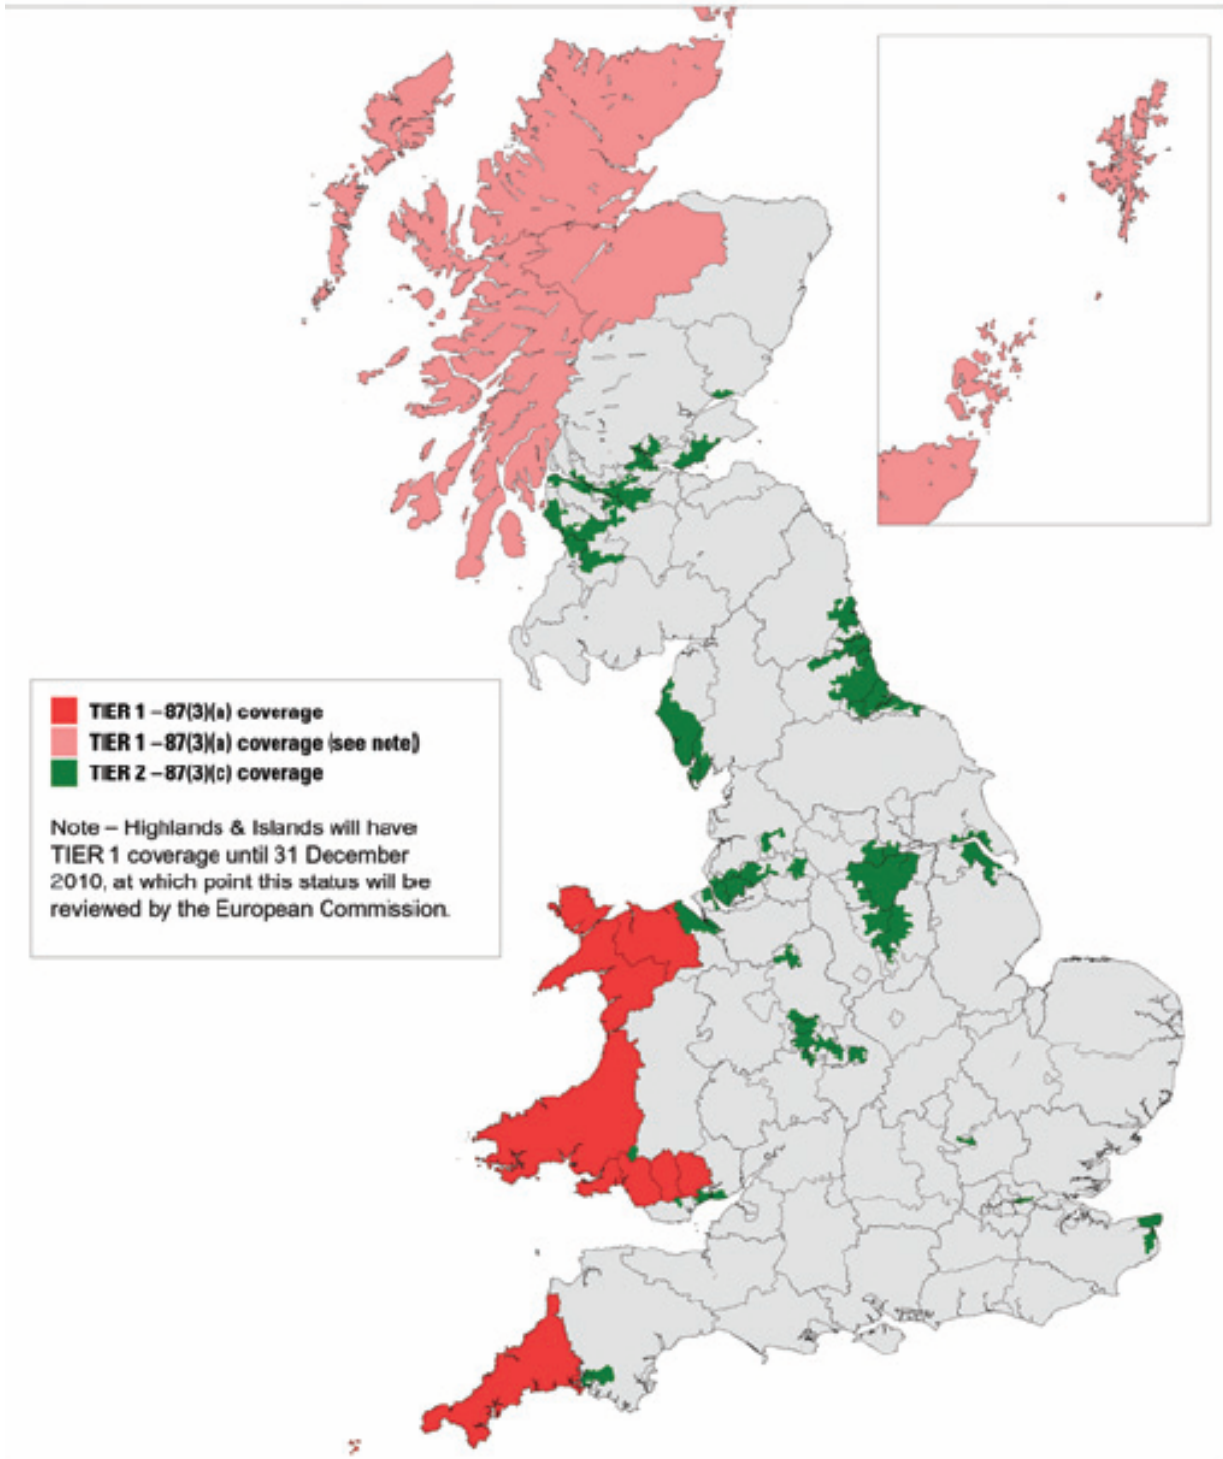 TIER 1 – 87(3)(a) coverage
TIER 1 – 87(3)(a) coverage (see note)
TIER 2 – 87(3)(c) coverage
Note – Highlands & Islands will have
TIER 1 coverage until 31 December
2010, at which point this status will be
reviewed by the European Commission.